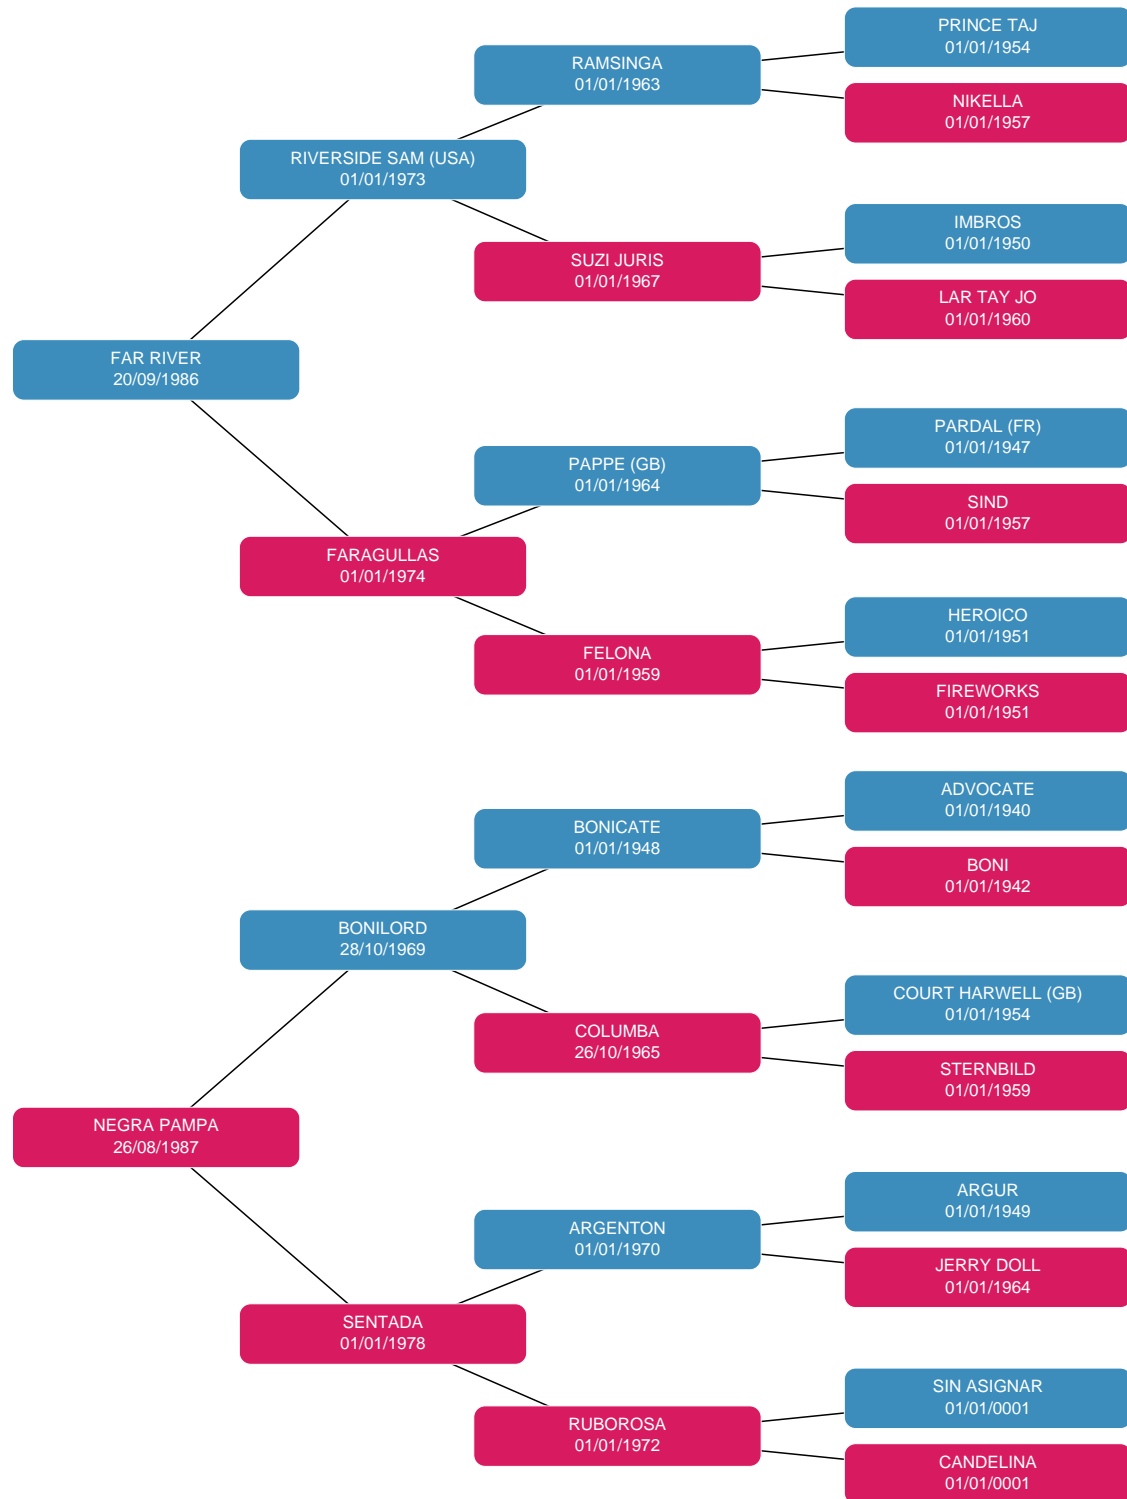 PRINCE TAJ
01/01/1954
RAMSINGA
01/01/1963
NIKELLA
01/01/1957
RIVERSIDE SAM (USA)
01/01/1973
IMBROS
01/01/1950
SUZI JURIS
01/01/1967
LAR TAY JO
01/01/1960
FAR RIVER
20/09/1986
PARDAL (FR)
01/01/1947
PAPPE (GB)
01/01/1964
SIND
01/01/1957
FARAGULLAS
01/01/1974
HEROICO
01/01/1951
FELONA
01/01/1959
FIREWORKS
01/01/1951
ADVOCATE
01/01/1940
BONICATE
01/01/1948
BONI
01/01/1942
BONILORD
28/10/1969
COURT HARWELL (GB)
01/01/1954
COLUMBA
26/10/1965
STERNBILD
01/01/1959
NEGRA PAMPA
26/08/1987
ARGUR
01/01/1949
ARGENTON
01/01/1970
JERRY DOLL
01/01/1964
SENTADA
01/01/1978
SIN ASIGNAR
01/01/0001
RUBOROSA
01/01/1972
CANDELINA
01/01/0001